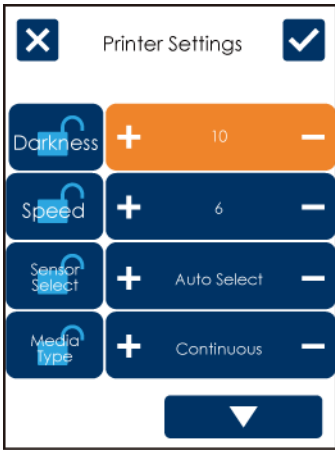 Printer Settings
Darkness
10
Speed
6
Sensor
Select
Auto Select
Media
Type
Continuous